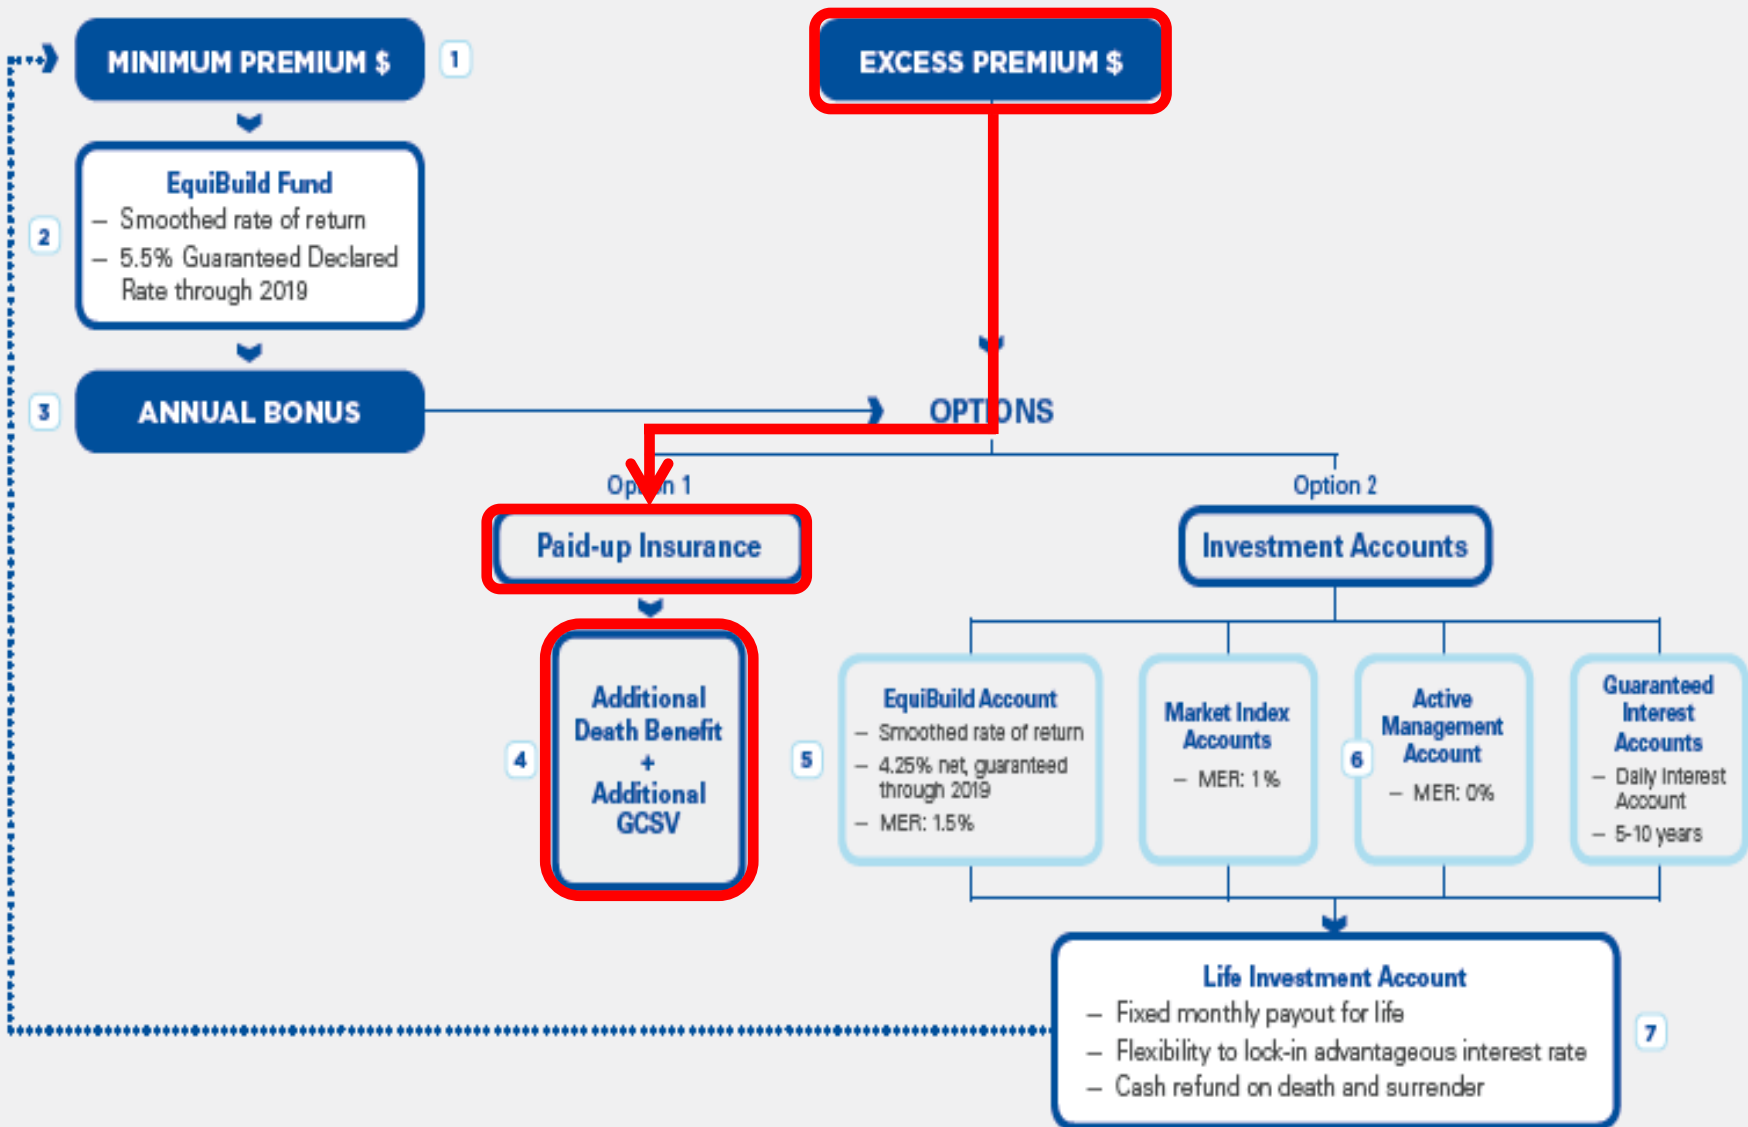 MINIMUM PREMIUM $
1
EXCESS PREMIUM $
EquiBuild Fund
– Smoothed rate of return
– 5.5% Guaranteed Declared
Rate through 2019
2
3
ANNUAL BONUS
OPTIONS
Option 1
Option 2
Paid-up Insurance
Investment Accounts
4
Additional
Death Benefit
+
Additional
GCSV
5
EquiBuild Account
– Smoothed rate of return
– 4.25% net, guaranteed
through 2019
– MER: 1.5%
Market Index
Accounts
– MER: 1%
6
Active
Management
Account
– MER: 0%
Guaranteed
Interest
Accounts
– Daily Interest
Account
– 5-10 years
Life Investment Account
– Fixed monthly payout for life
– Flexibility to lock-in advantageous interest rate
– Cash refund on death and surrender
7